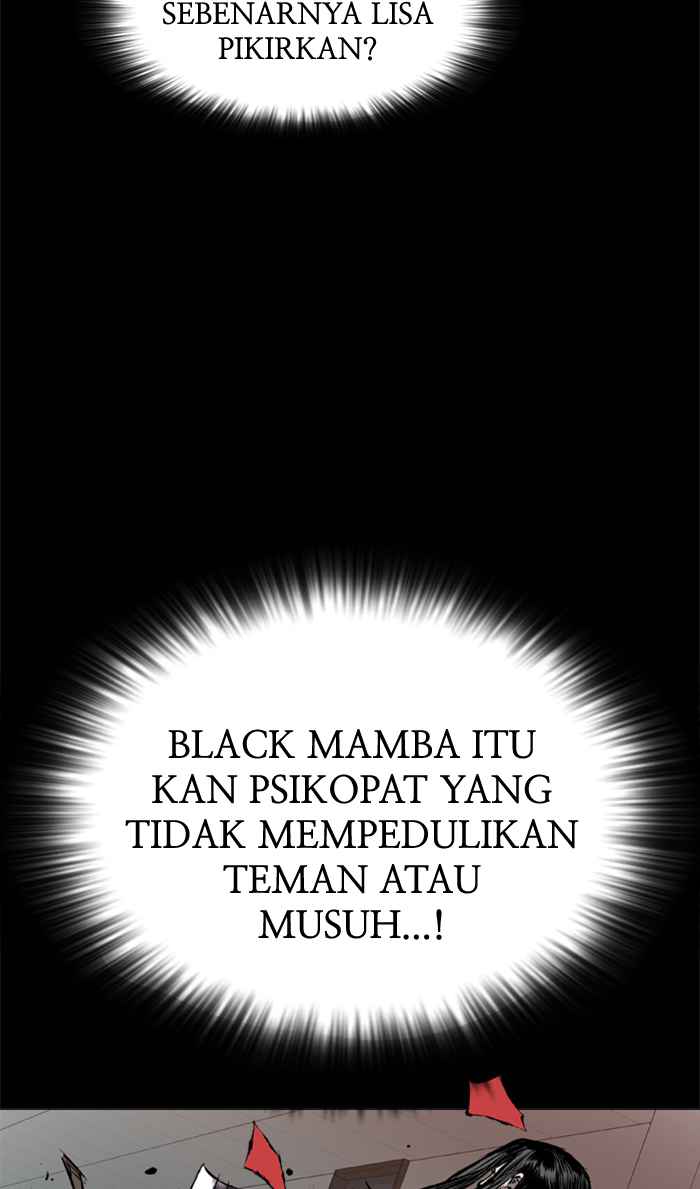 SEBENARNYA LISA
PIKIRKAN?
BLACK MAMBA ITU
KAN PSIKOPAT YANG
TIDAK MEMPEDULIKAN
TEMAN ATAU
MUSUH...!